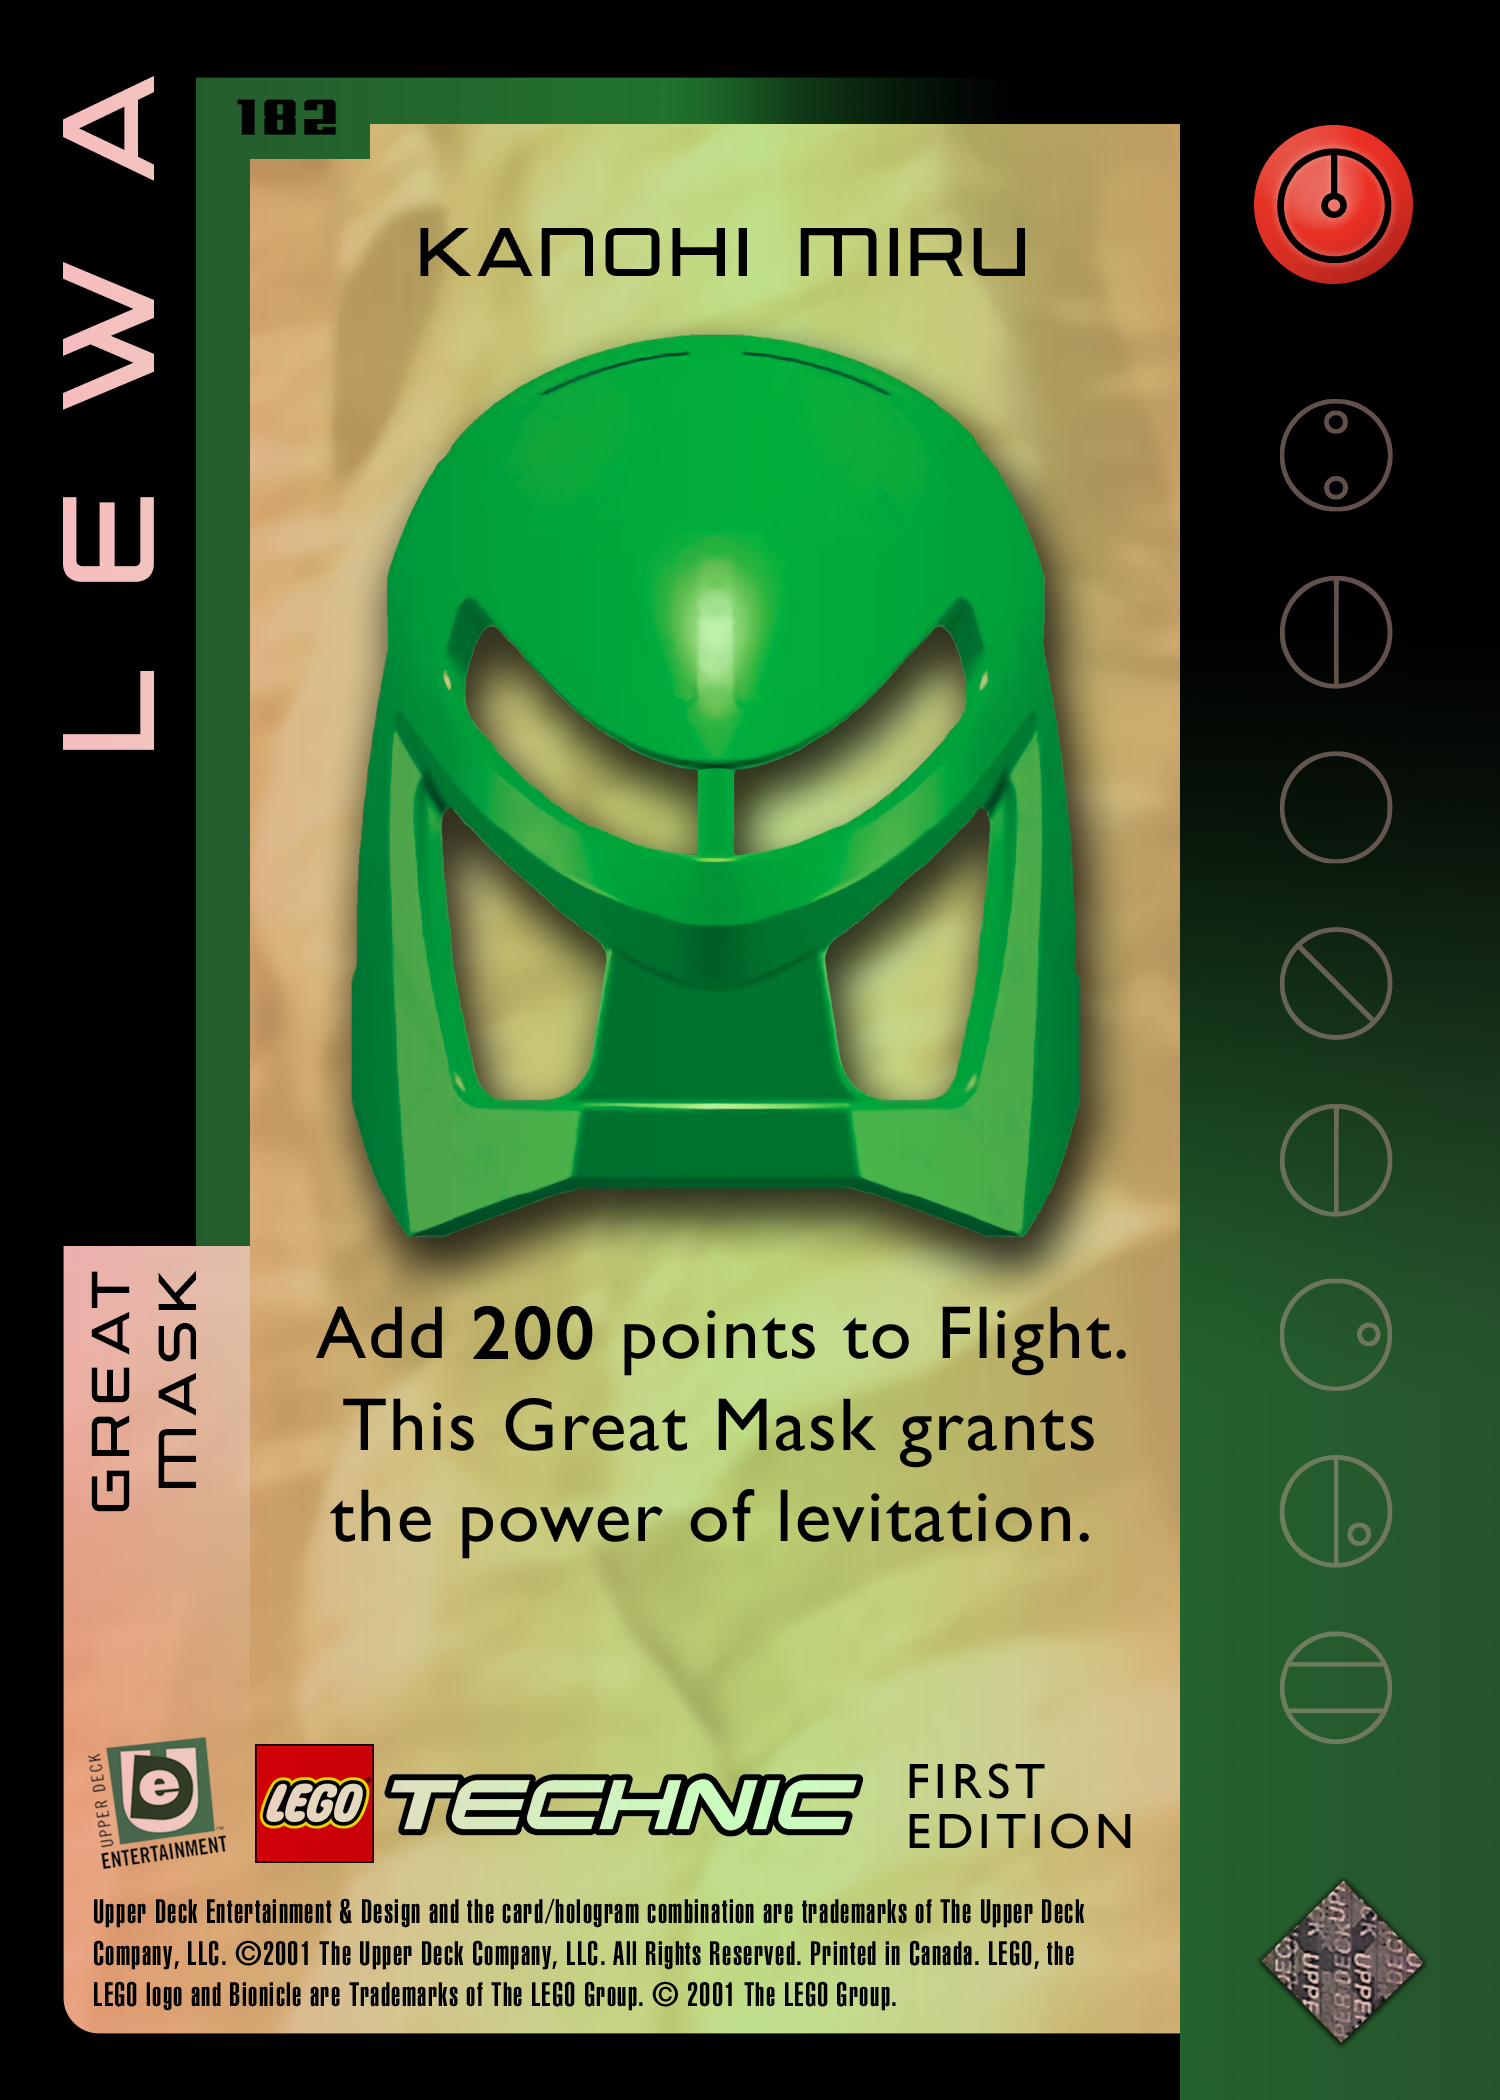 182
LEWA
KANOHI MIRU
Add 200 points to Flight.
This Great Mask grants
the power of levitation.
GREAT
MASK
UPPER DECK
e
ENTERTAINMENT
™
LEGO
TECHNIC
FIRST
EDITION
Upper Deck Entertainment & Design and the card/hologram combination are trademarks of The Upper Deck
Company, LLC. ©2001 The Upper Deck Company, LLC. All Rights Reserved. Printed in Canada. LEGO, the
LEGO logo and Bionicle are Trademarks of The LEGO Group. © 2001 The LEGO Group.